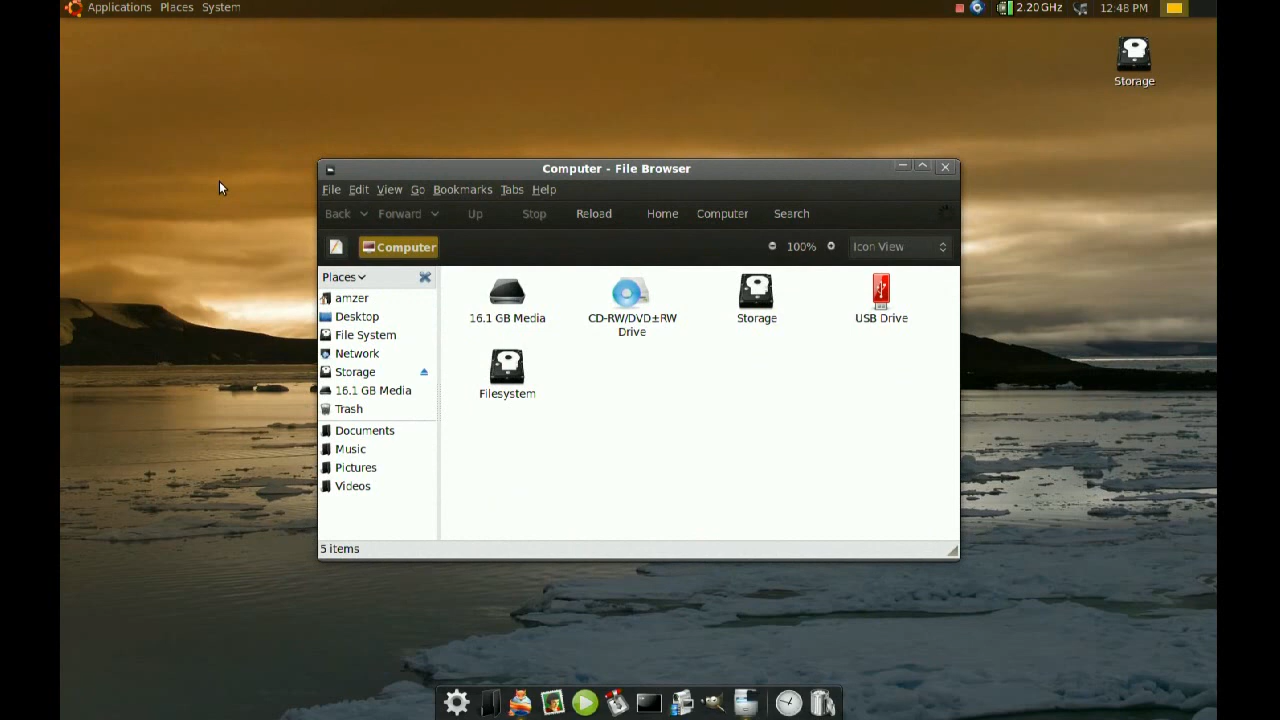 Applications Places System 2.20 GHz 12:48 PM
Storage
Computer - File Browser
File Edit View Go Bookmarks Tabs Help
Back Forward Up Stop Reload Home Computer Search
Computer 100% Icon View
Places
amzer
Desktop
File System
Network
Storage
16.1 GB Media
Trash
Documents
Music
Pictures
Videos
16.1 GB Media
CD-RW/DVD±RW
Drive
Storage
USB Drive
Filesystem
5 items